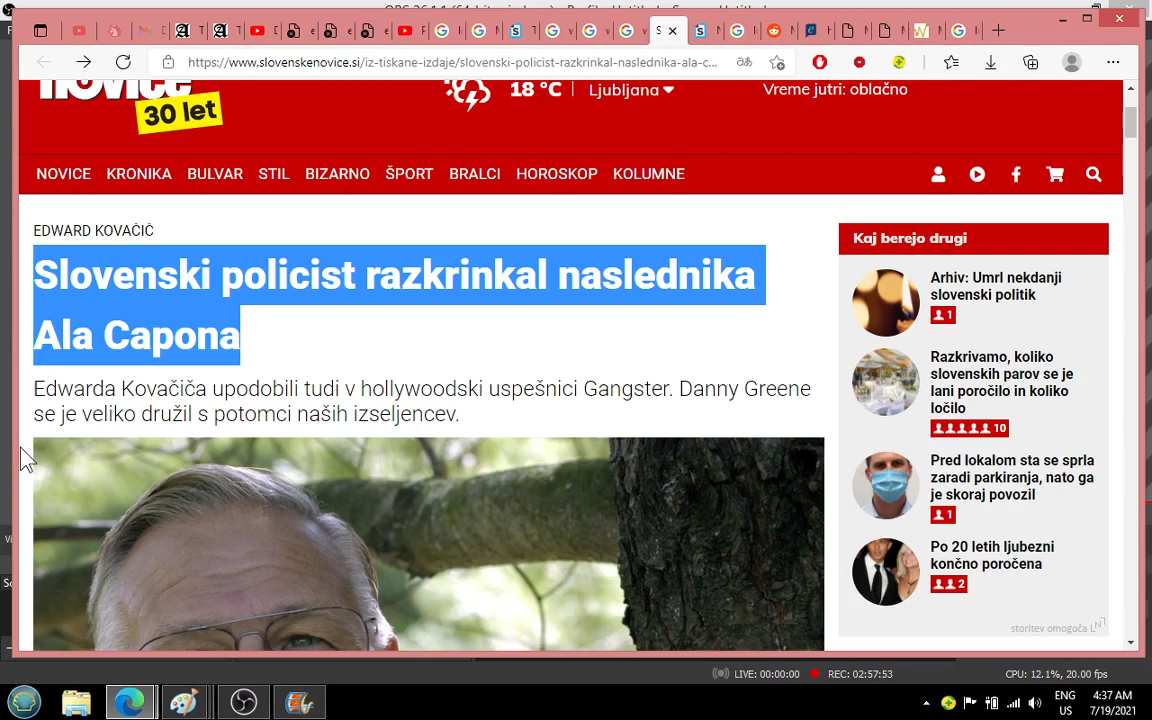 https://www.slovenskenovice.si/iz-tiskane-izdaje/slovenski-policist-razkrinkal-naslednika-ala-c...
novice
30 let
18 °C
Ljubljana
Vreme jutri: oblačno
NOVICE KRONIKA BULVAR STIL BIZARNO ŠPORT BRALCI HOROSKOP KOLUMNE
EDWARD KOVAČIČ
Slovenski policist razkrinkal naslednika
Ala Capona
Edwarda Kovačiča upodobili tudi v hollywoodski uspešnici Gangster. Danny Greene
se je veliko družil s potomci naših izseljencev.
Kaj berejo drugi
Arhiv: Umrl nekdanji
slovenski politik
1
Razkrivamo, koliko
slovenskih parov se je
lani poročilo in koliko
ločilo
10
Pred lokalom sta se sprla
zaradi parkiranja, nato ga
je skoraj povozil
1
Po 20 letih ljubezni
končno poročena
2
storitev omogoča
LIVE: 00:00:00
REC: 02:57:53
CPU: 12.1%, 20.00 fps
ENG
US
4:37 AM
7/19/2021